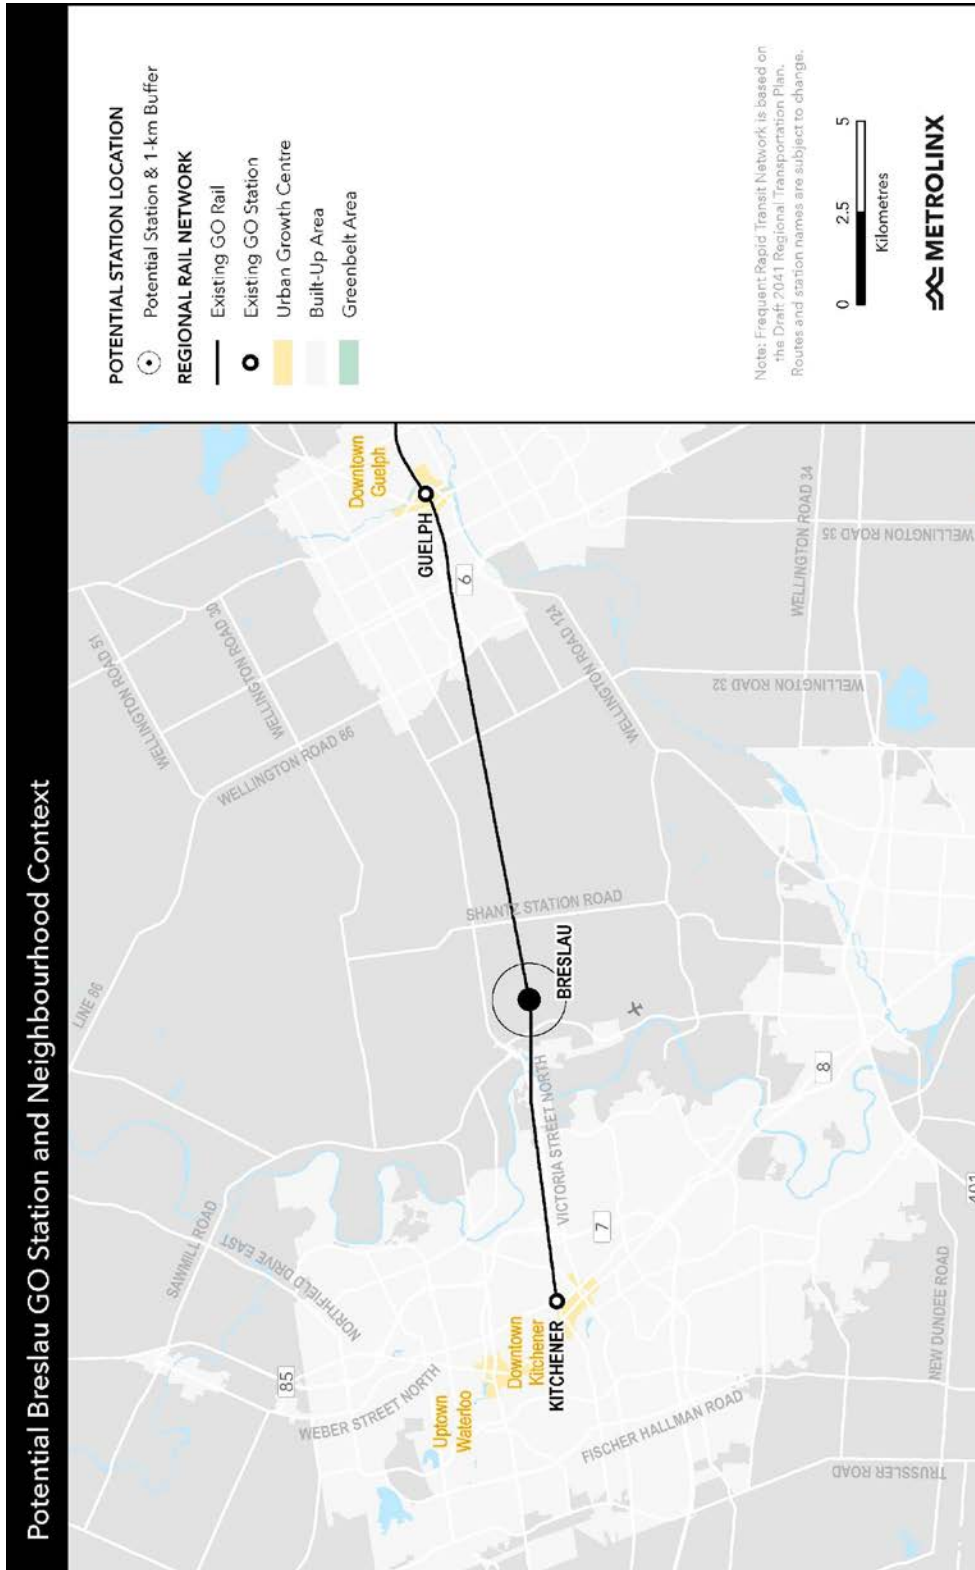 Potential Breslau GO Station and Neighbourhood Context
LINE 86
WELLINGTON ROAD 51
WELLINGTON ROAD 30
WELLINGTON ROAD 86
SAWMILL ROAD
NORTHFIELD DRIVE EAST
85
WEBER STREET NORTH
Uptown
Waterloo
Downtown
Kitchener
KITCHENER
VICTORIA STREET NORTH
7
FISCHER HALLMAN ROAD
TRUSSLER ROAD
NEW DUNDEE ROAD
401
8
BRESLAU
SHANTZ STATION ROAD
Downtown
Guelph
GUELPH
6
WELLINGTON ROAD 124
WELLINGTON ROAD 32
WELLINGTON ROAD 34
WELLINGTON ROAD 35
POTENTIAL STATION LOCATION
Potential Station & 1-km Buffer
REGIONAL RAIL NETWORK
Existing GO Rail
Existing GO Station
Urban Growth Centre
Built-Up Area
Greenbelt Area
Note: Frequent Rapid Transit Network is based on
the Draft 2041 Regional Transportation Plan.
Routes and station names are subject to change.
0 2.5 5
Kilometres
METROLINX